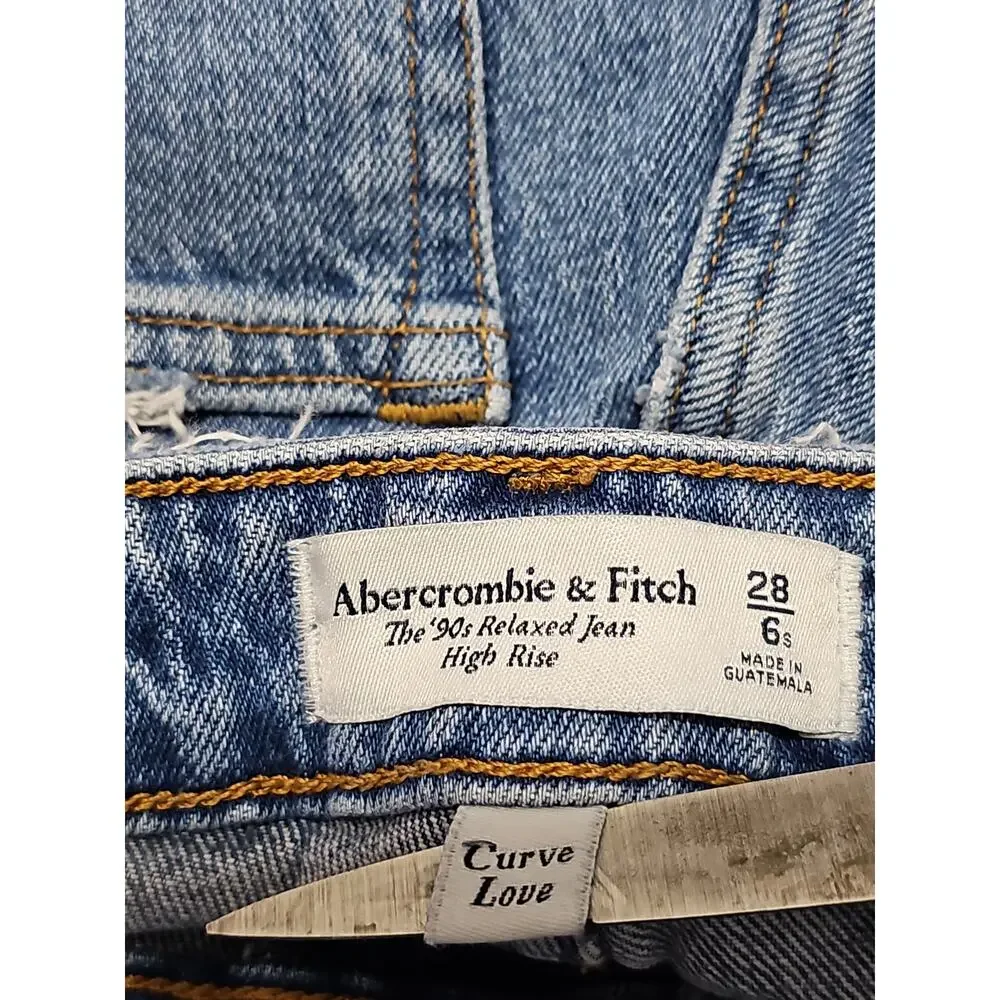 Abercrombie & Fitch
The '90s Relaxed Jean
High Rise
28
6s
MADE IN
GUATEMALA
Curve
Love